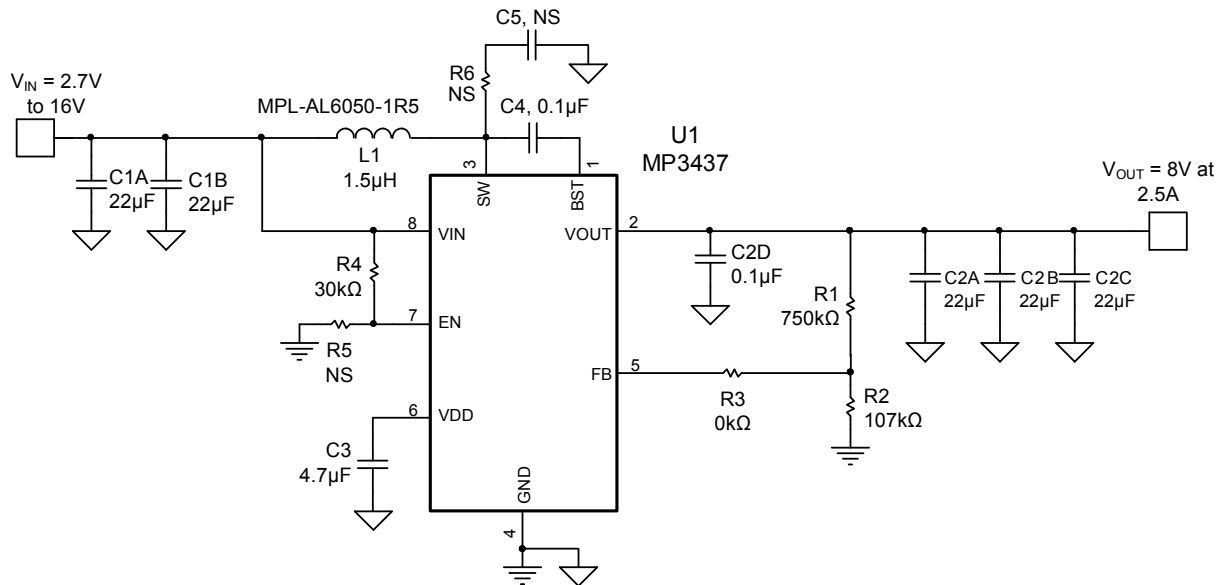 C5, NS
V_IN = 2.7V
to 16V
R6
NS
MPL-AL6050-1R5
C4, 0.1µF
U1
MP3437
L1
1.5µH
3
1
SW
BST
V_OUT = 8V at
2.5A
C1A
22µF
C1B
22µF
8
VIN
VOUT
2
R4
30kΩ
C2D
0.1µF
R1
750kΩ
C2A
22µF
C2B
22µF
C2C
22µF
7
EN
R5
NS
FB
5
R3
0kΩ
R2
107kΩ
6
VDD
C3
4.7µF
GND
4